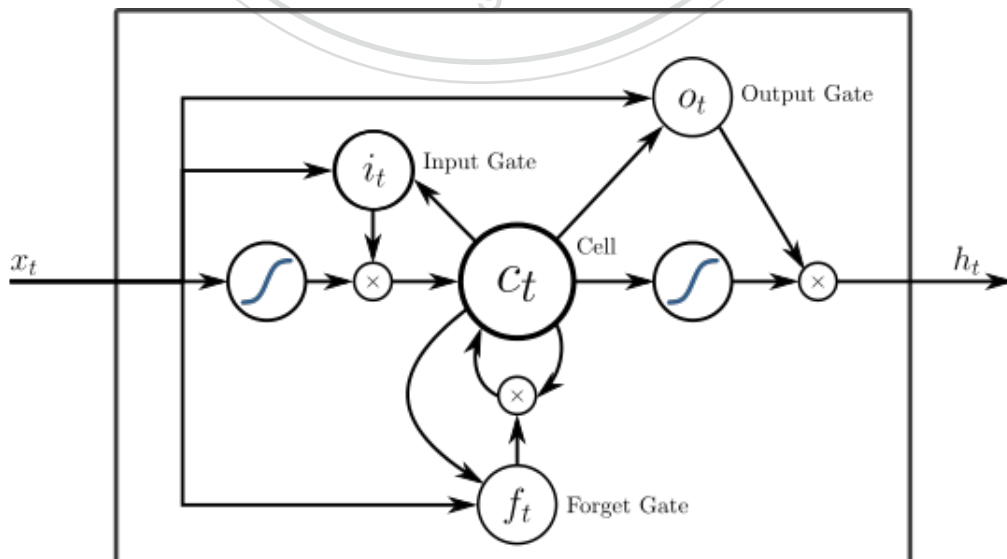 o_t Output Gate
i_t Input Gate
x_t
Cell
c_t
×
×
h_t
×
f_t Forget Gate